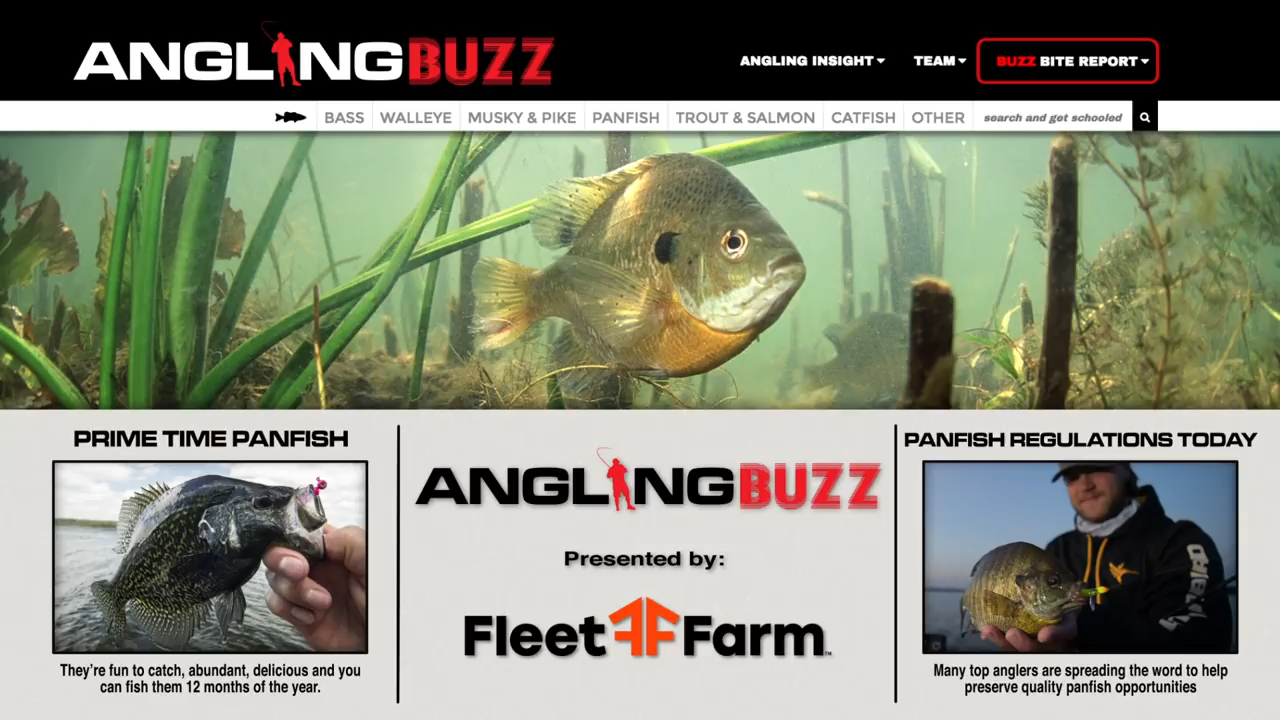 ANGLINGBUZZ
ANGLING INSIGHT
TEAM
BUZZ BITE REPORT
BASS
WALLEYE
MUSKY & PIKE
PANFISH
TROUT & SALMON
CATFISH
OTHER
search and get schooled
PRIME TIME PANFISH
They're fun to catch, abundant, delicious and you
can fish them 12 months of the year.
ANGLINGBUZZ
Presented by:
Fleet Farm™
PANFISH REGULATIONS TODAY
Many top anglers are spreading the word to help
preserve quality panfish opportunities